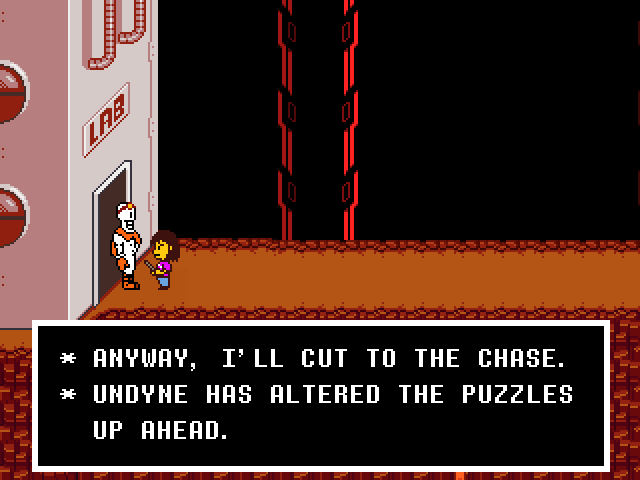 LAB
* ANYWAY, I'LL CUT TO THE CHASE.
* UNDYNE HAS ALTERED THE PUZZLES
UP AHEAD.